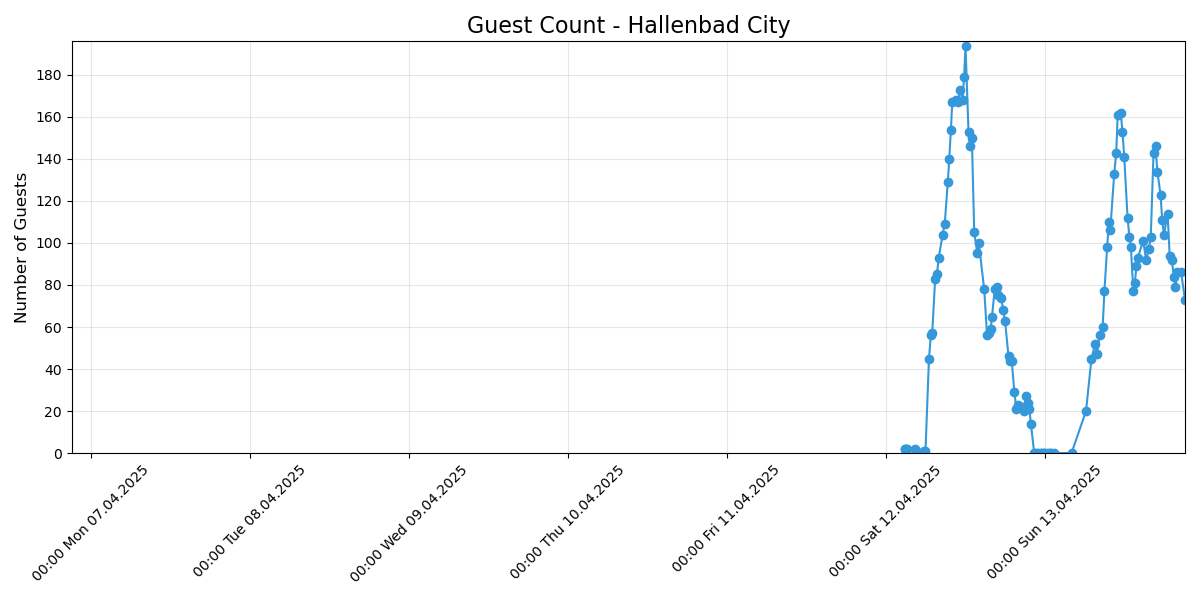 Guest Count - Hallenbad City
Number of Guests
180
160
140
120
100
80
60
40
20
0
00:00 Mon 07.04.2025
00:00 Tue 08.04.2025
00:00 Wed 09.04.2025
00:00 Thu 10.04.2025
00:00 Fri 11.04.2025
00:00 Sat 12.04.2025
00:00 Sun 13.04.2025